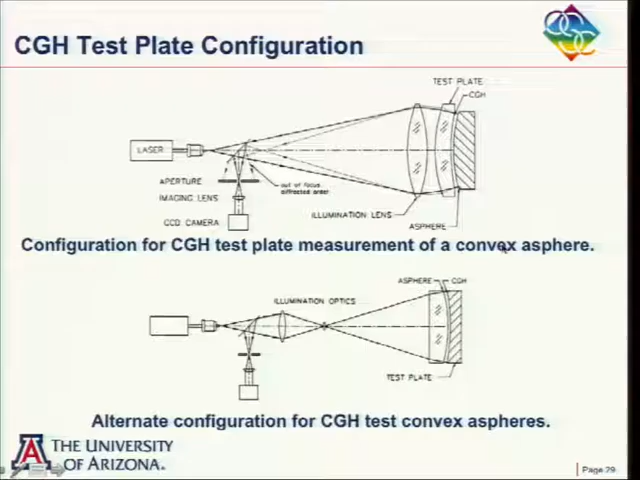 CGH Test Plate Configuration
TEST PLATE
CGH
LASER
APERTURE
out of focus
diffracted order
IMAGING LENS
ILLUMINATION LENS
CCD CAMERA
ASPHERE
Configuration for CGH test plate measurement of a convex asphere.
ASPHERE
CGH
ILLUMINATION OPTICS
TEST PLATE
Alternate configuration for CGH test convex aspheres.
A
THE UNIVERSITY
OF ARIZONA.
Page 29